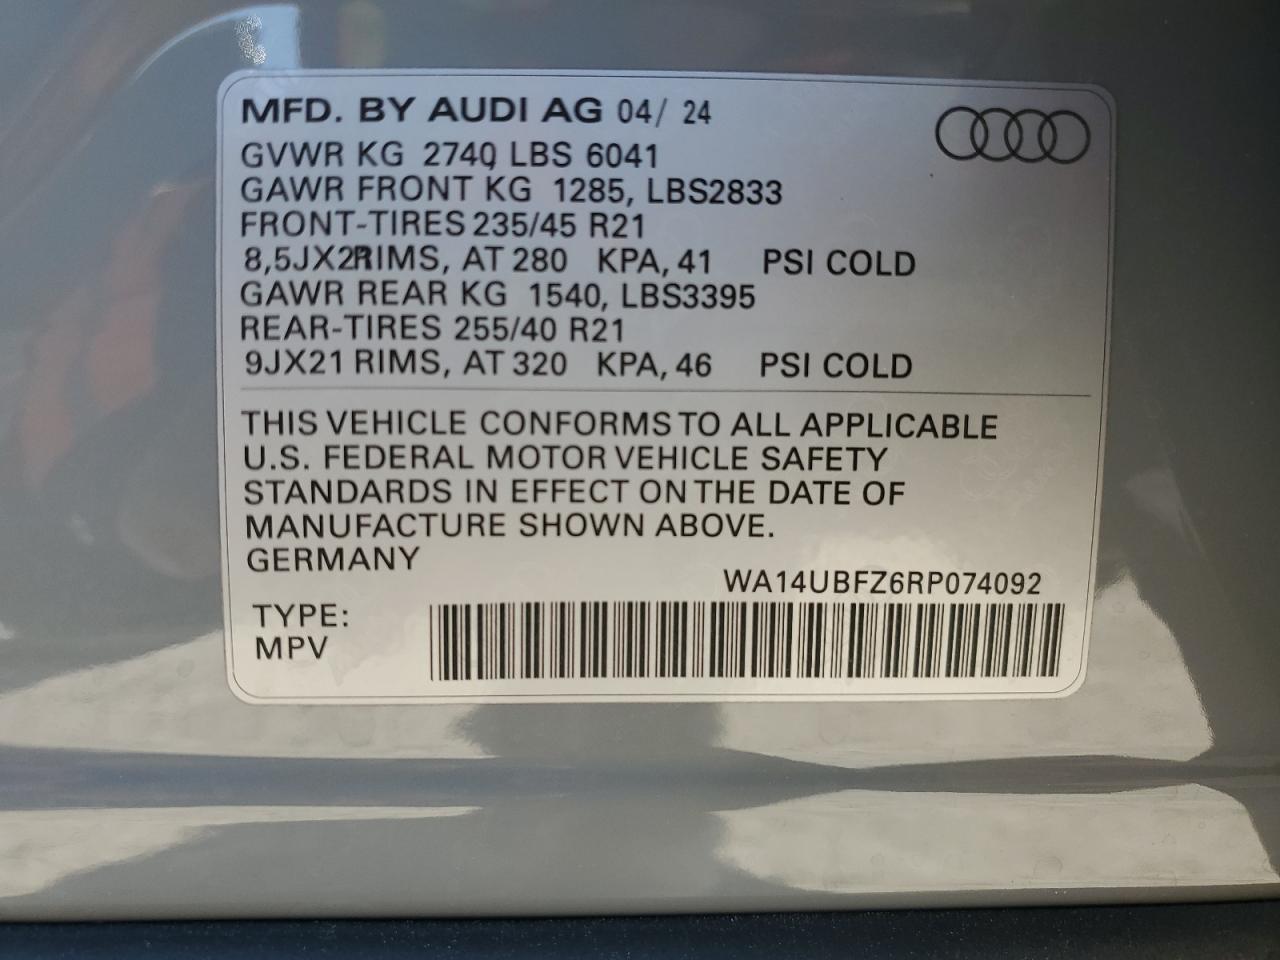 MFD. BY AUDI AG 04/ 24
GVWR KG 2740, LBS 6041
GAWR FRONT KG 1285, LBS2833
FRONT-TIRES 235/45 R21
8,5JX21RIMS, AT 280 KPA, 41 PSI COLD
GAWR REAR KG 1540, LBS3395
REAR-TIRES 255/40 R21
9JX21 RIMS, AT 320 KPA, 46 PSI COLD
THIS VEHICLE CONFORMS TO ALL APPLICABLE
U.S. FEDERAL MOTOR VEHICLE SAFETY
STANDARDS IN EFFECT ON THE DATE OF
MANUFACTURE SHOWN ABOVE.
GERMANY
WA14UBFZ6RP074092
TYPE:
MPV